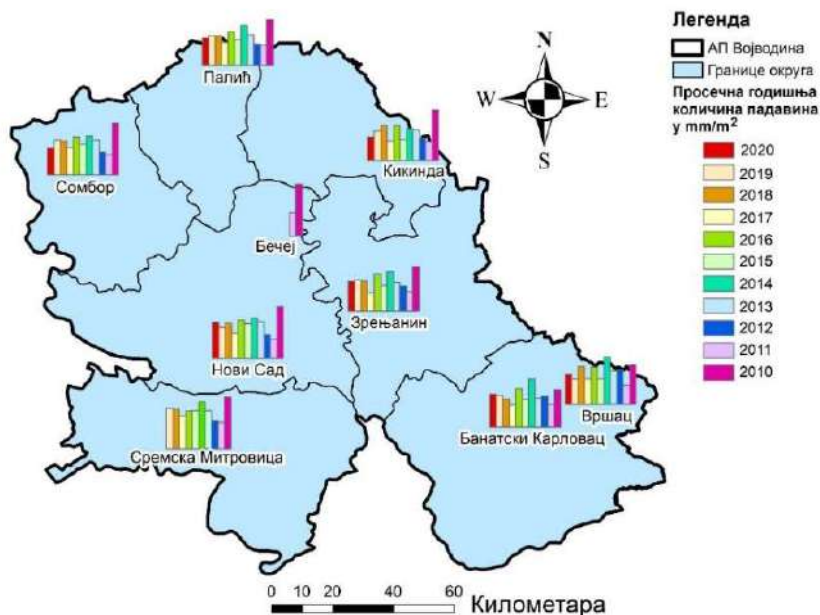 Легенда
АП Војводина
Границе округа
Просечна годишња
количина падавина
у mm/m²
2020
2019
2018
2017
2016
2015
2014
2013
2012
2011
2010
N
W
E
S
Палић
Сомбор
Кикинда
Бечеј
Зрењанин
Нови Сад
Вршац
Банатски Карловац
Сремска Митровица
0 10 20 40 60
Километара